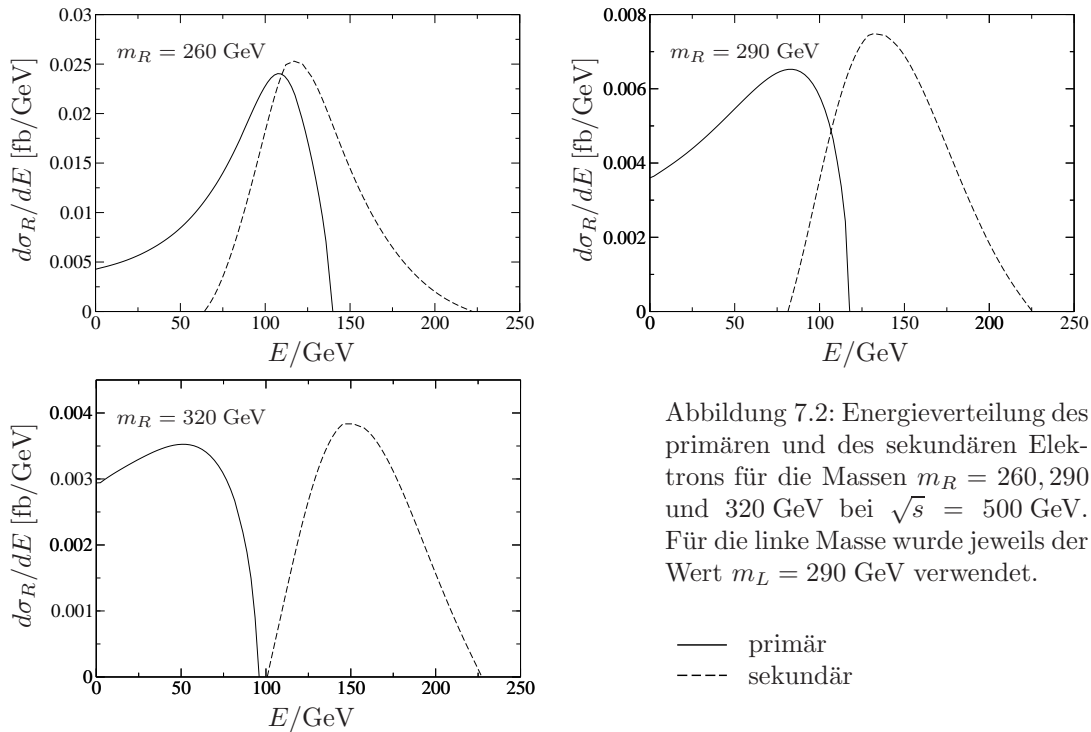 0.03
0.025
0.02
0.015
0.01
0.005
0
dσ_R/dE [fb/GeV]
m_R = 260 GeV
0 50 100 150 200 250
E/GeV
0.008
0.006
0.004
0.002
0.00
dσ_R/dE [fb/GeV]
m_R = 290 GeV
0 50 100 150 200 250
E/GeV
0.004
0.003
0.002
0.001
0
dσ_R/dE [fb/GeV]
m_R = 320 GeV
0 50 100 150 200 250
E/GeV
Abbildung 7.2: Energieverteilung des
primären und des sekundären Elek-
trons für die Massen m_R = 260, 290
und 320 GeV bei √s = 500 GeV.
Für die linke Masse wurde jeweils der
Wert m_L = 290 GeV verwendet.
primär
sekundär